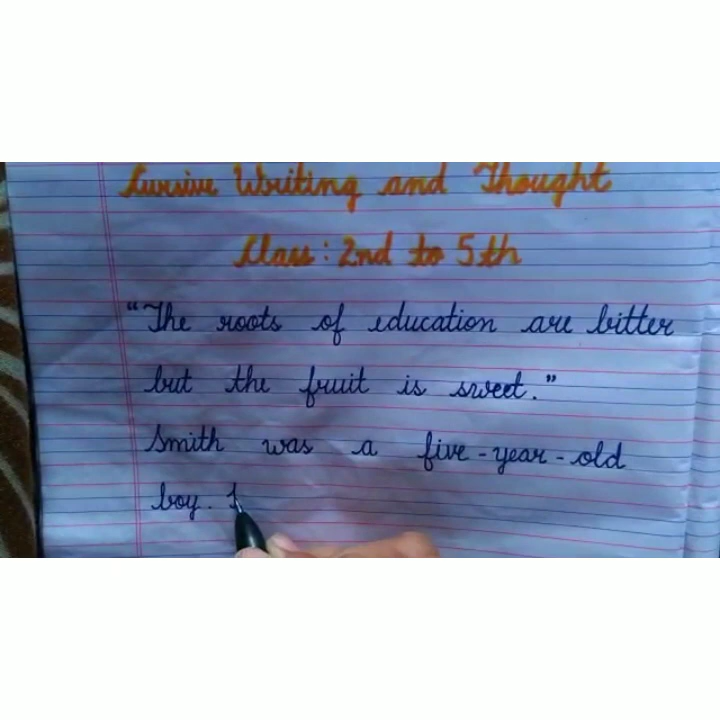 Cursive Writing and Thought
Class : 2nd to 5th
"The roots of education are bitter
but the fruit is sweet."
Smith was a five-year-old
boy.